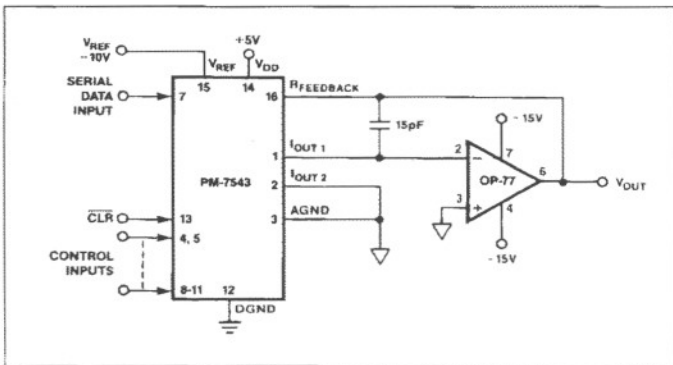 VREF
-10V
+5V
VREF
VDD
SERIAL
DATA
INPUT
15
14
7
16
RFEEDBACK
15pF
- 15V
1
IOUT 1
2
7
PM-7543
2
IOUT 2
OP-77
6
VOUT
3
AGND
3
4
CLR
13
4, 5
CONTROL
INPUTS
- 15V
8-11
12
DGND